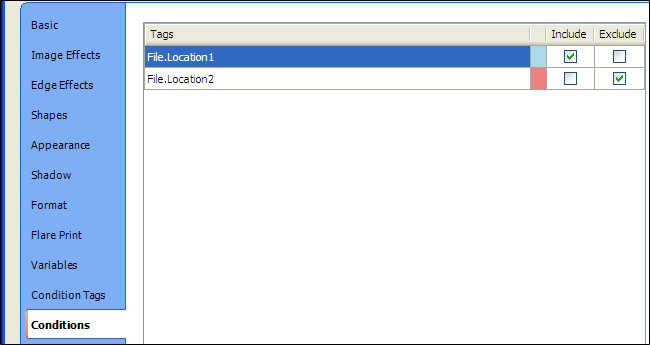 Basic
Image Effects
Edge Effects
Shapes
Appearance
Shadow
Format
Flare Print
Variables
Condition Tags
Conditions
Tags Include Exclude
File.Location1
File.Location2